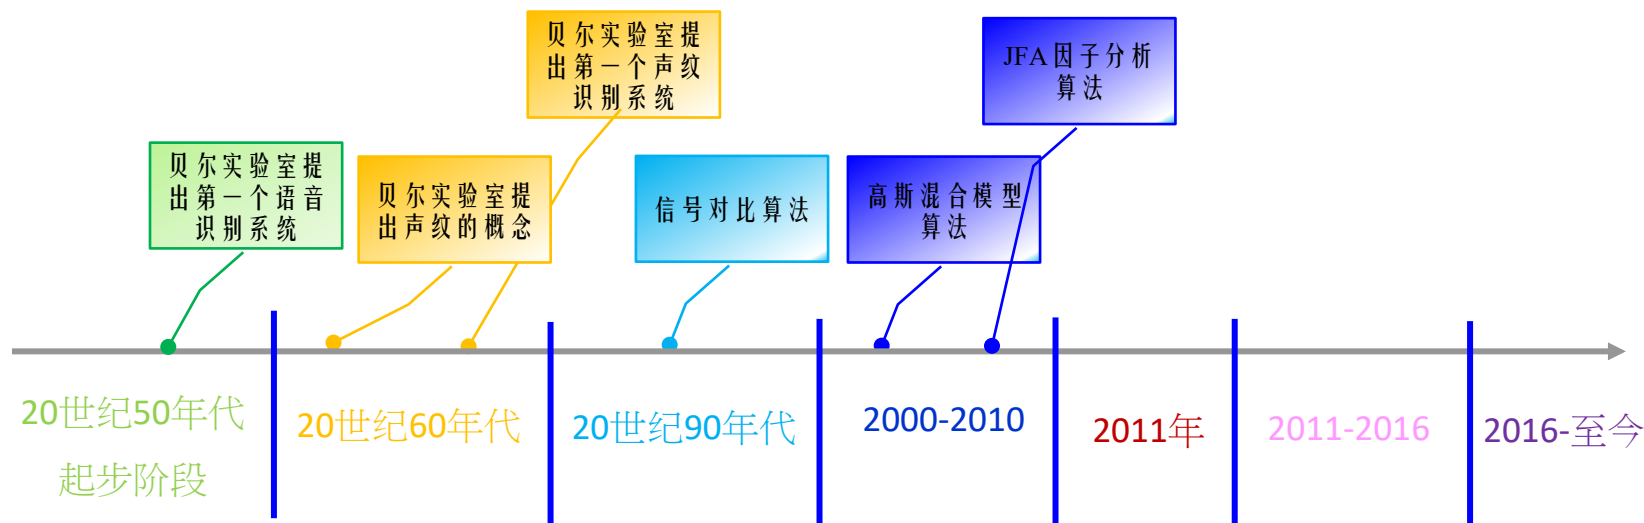 贝尔实验室提
出第一个声纹
识别系统
JFA因子分析
算法
贝尔实验室提
出第一个语音
识别系统
贝尔实验室提
出声纹的概念
信号对比算法
高斯混合模型
算法
20世纪50年代
起步阶段
20世纪60年代
20世纪90年代
2000-2010
2011年
2011-2016
2016-至今